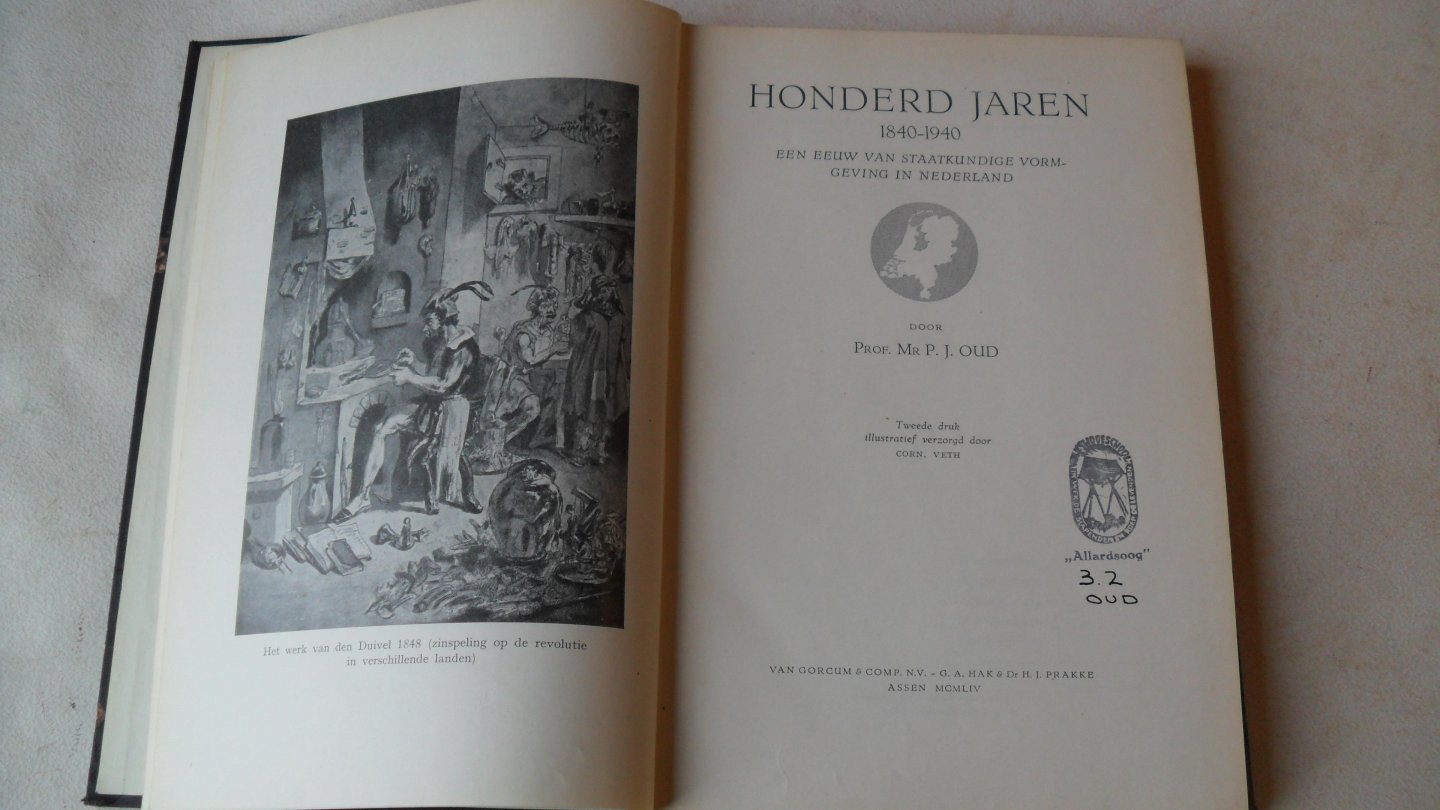 Het werk van den Duivel 1848 (zinspeling op de revolutie
in verschillende landen)
HONDERD JAREN
1840-1940
EEN EEUW VAN STAATKUNDIGE VORM-
GEVING IN NEDERLAND
DOOR
PROF. MR P. J. OUD
Tweede druk
illustratief verzorgd door
CORN. VETH
„Allardsoog”
3.2
OUD
VAN GORCUM & COMP. N.V. - G. A. HAK & Dr H. J. PRAKKE
ASSEN MCMLIV